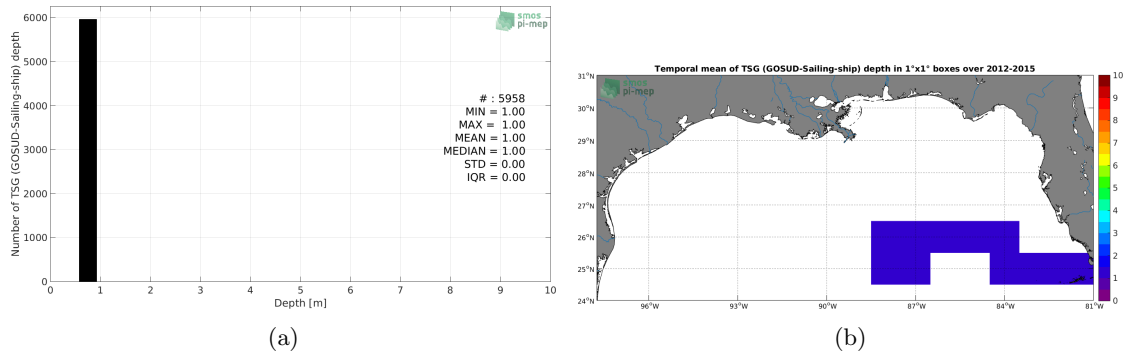 smos
pi-mep
Number of TSG (GOSUD-Sailing-ship) depth
6000
5000
4000
3000
2000
1000
0
# : 5958
MIN = 1.00
MAX = 1.00
MEAN = 1.00
MEDIAN = 1.00
STD = 0.00
IQR = 0.00
0 1 2 3 4 5 6 7 8 9 10
Depth [m]
(a)
Temporal mean of TSG (GOSUD-Sailing-ship) depth in 1°x1° boxes over 2012-2015
smos
pi-mep
31°N
30°N
29°N
28°N
27°N
26°N
25°N
24°N
96°W 93°W 90°W 87°W 84°W 81°W
10
9
8
7
6
5
4
3
2
1
0
(b)